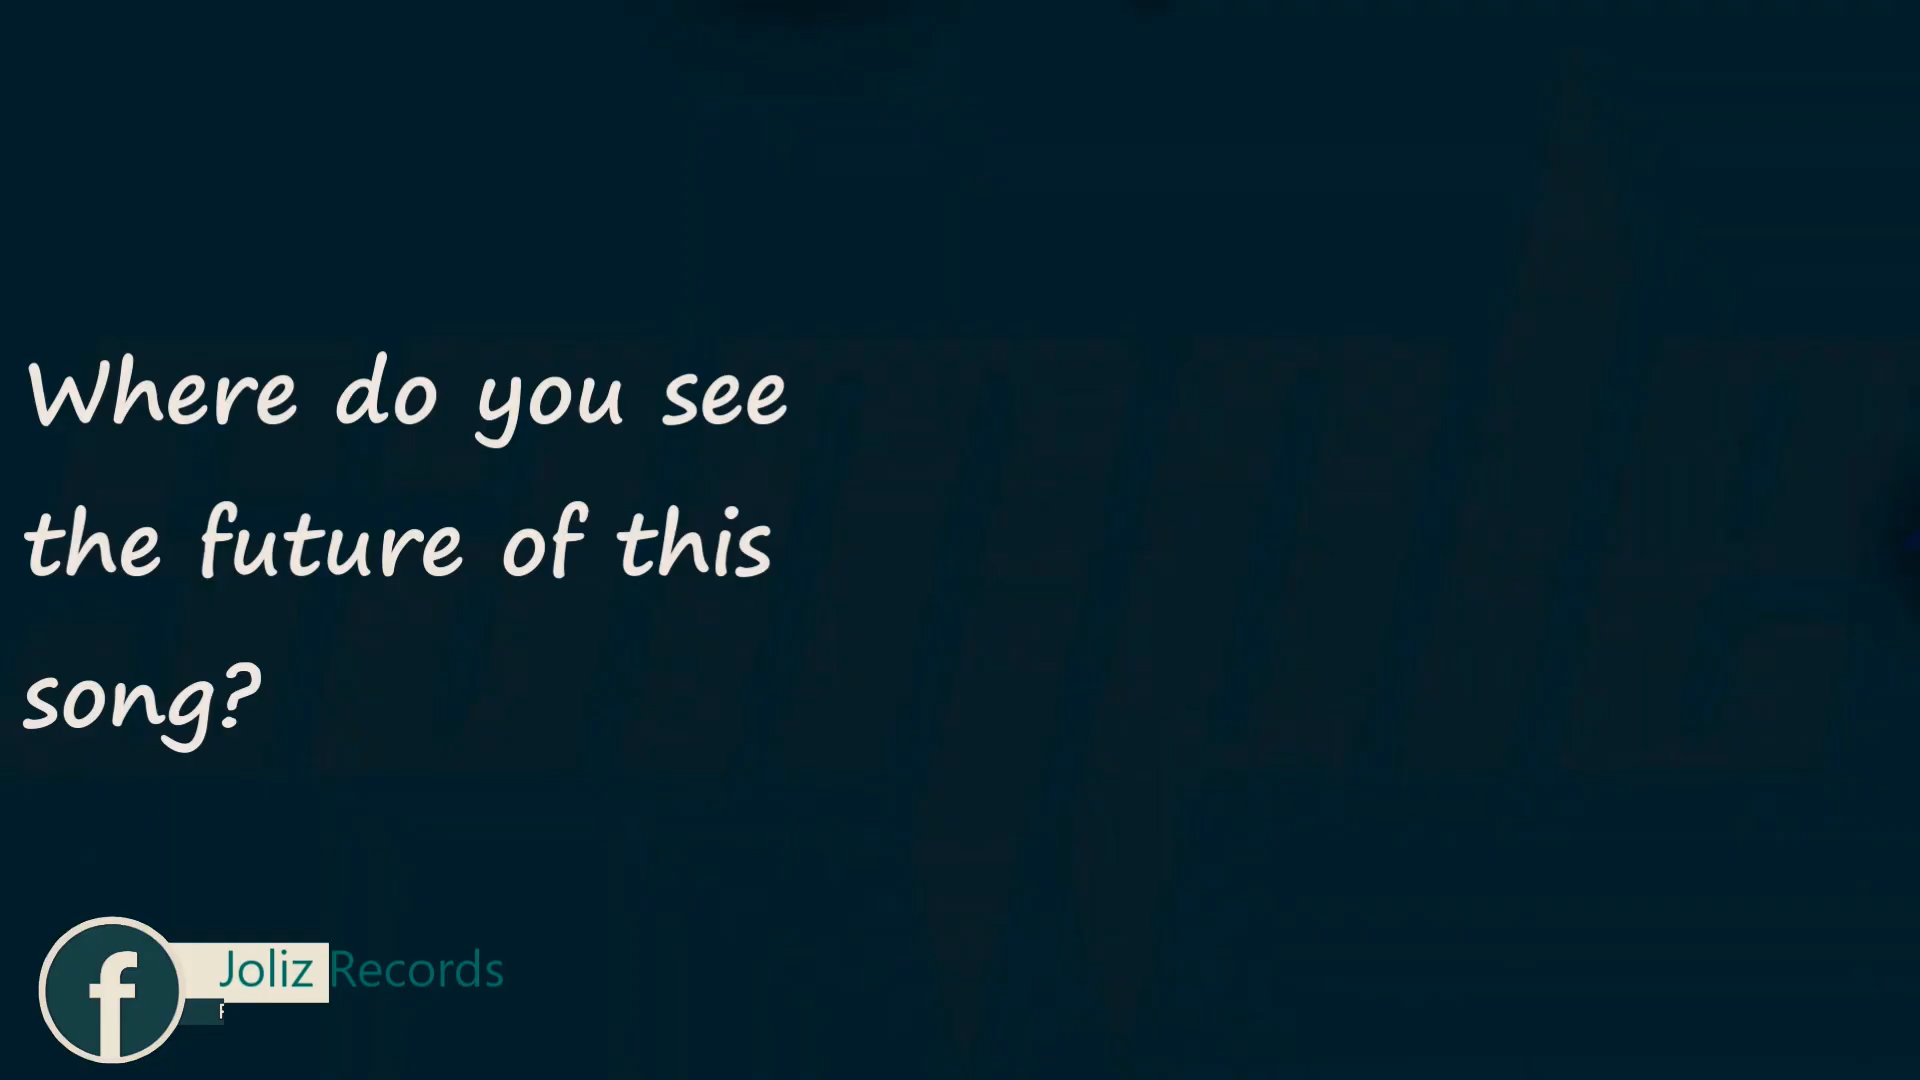 Where do you see
the future of this
song?
f
Joliz Records
F